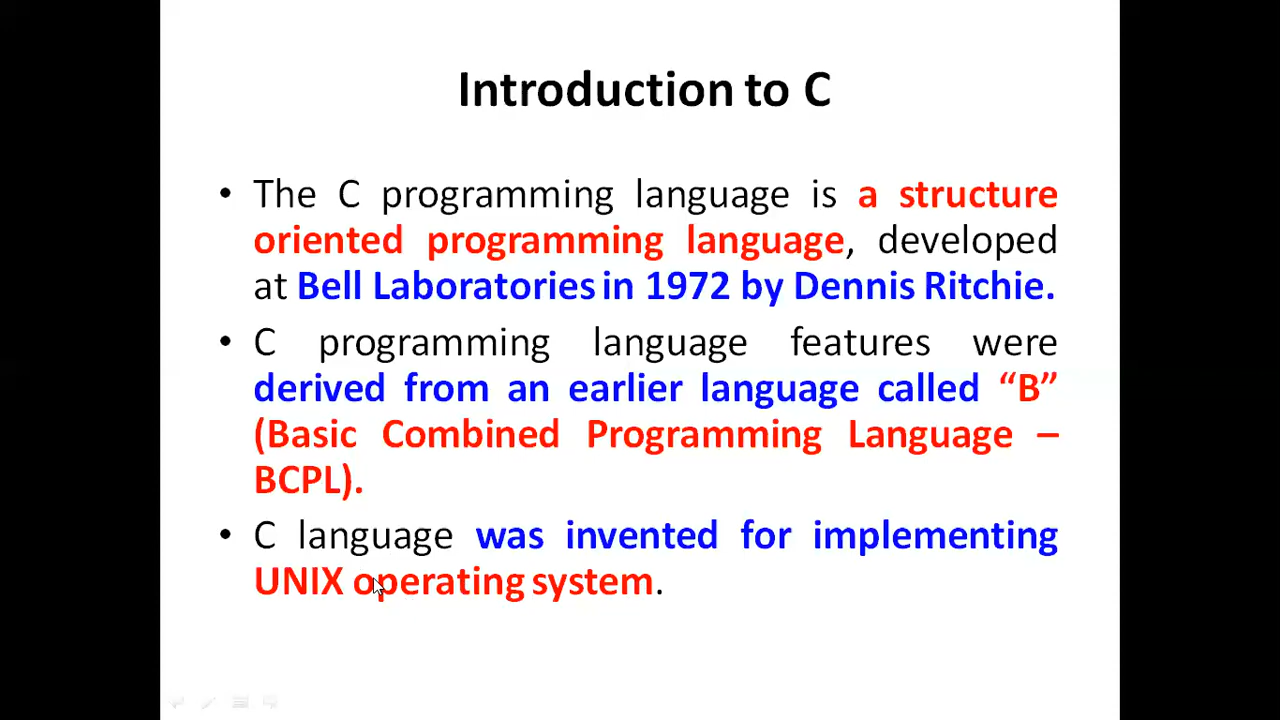 Introduction to C
• The C programming language is a structure
oriented programming language, developed
at Bell Laboratories in 1972 by Dennis Ritchie.
• C programming language features were
derived from an earlier language called “B”
(Basic Combined Programming Language –
BCPL).
• C language was invented for implementing
UNIX operating system.